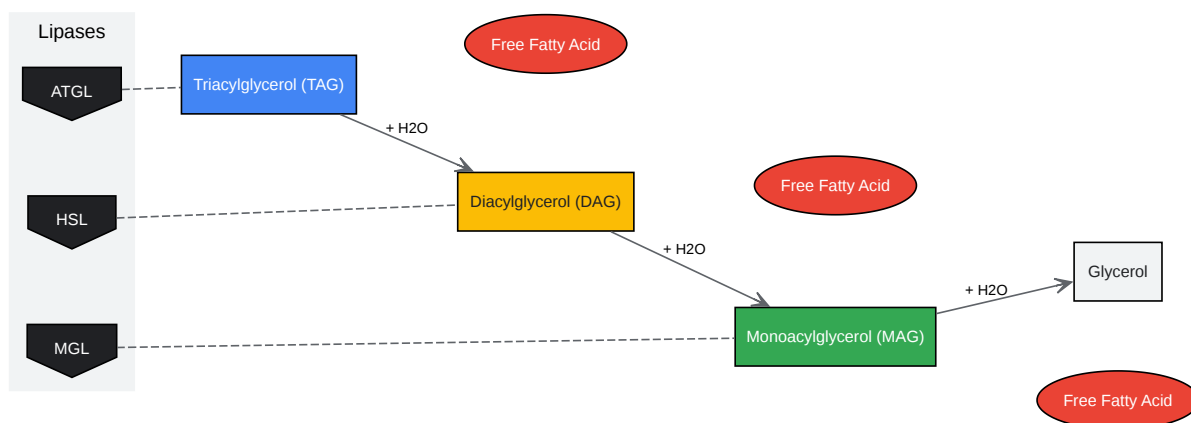 Lipases
Free Fatty Acid
ATGL
Triacylglycerol (TAG)
+ H2O
HSL
Diacylglycerol (DAG)
Free Fatty Acid
+ H2O
Glycerol
+ H2O
MGL
Monoacylglycerol (MAG)
Free Fatty Acid